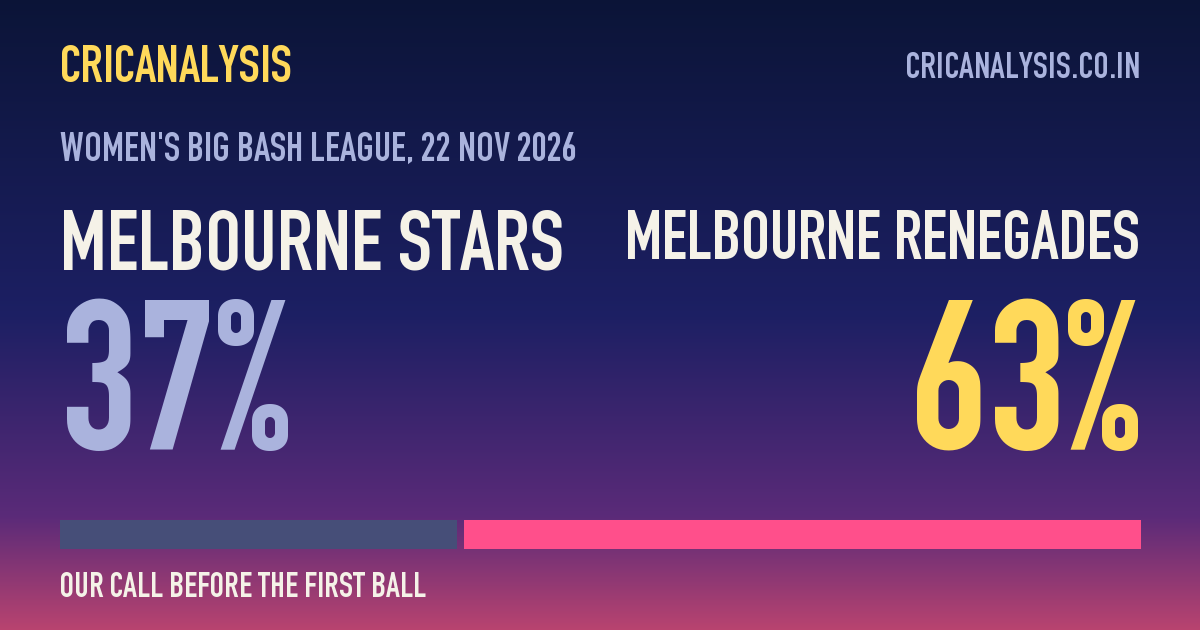 CRICANALYSIS
CRICANALYSIS.CO.IN
WOMEN'S BIG BASH LEAGUE, 22 NOV 2026
MELBOURNE STARS
MELBOURNE RENEGADES
37%
63%
OUR CALL BEFORE THE FIRST BALL